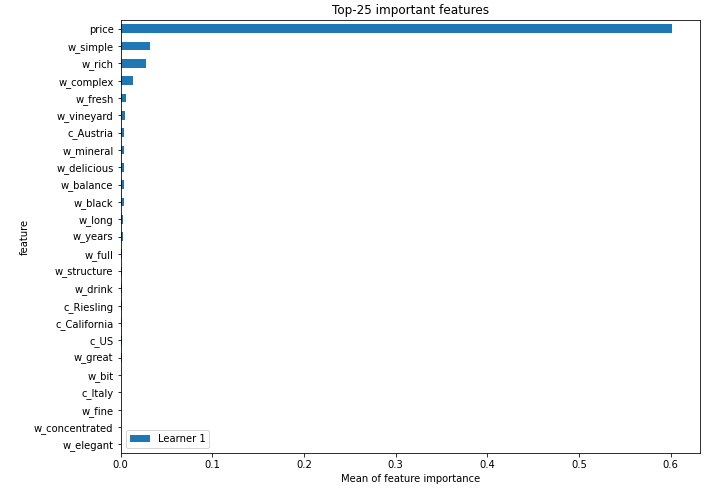 Top-25 important features
price
w_simple
w_rich
w_complex
w_fresh
w_vineyard
c_Austria
w_mineral
w_delicious
w_balance
w_black
w_long
w_years
w_full
w_structure
w_drink
c_Riesling
c_California
c_US
w_great
w_bit
c_Italy
w_fine
w_concentrated
w_elegant
feature
Learner 1
0.0 0.1 0.2 0.3 0.4 0.5 0.6
Mean of feature importance